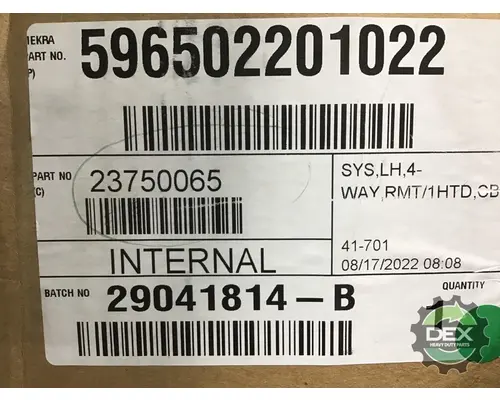 MEKRA
PART NO. 596502201022
(P)
PART NO 23750065
(C)
INTERNAL
SYS,LH,4-
WAY,RMT/1HTD,CB
41-701
08/17/2022 08:08
BATCH NO 29041814-B
QUANTITY
1
DEX
HEAVY DUTY PARTS